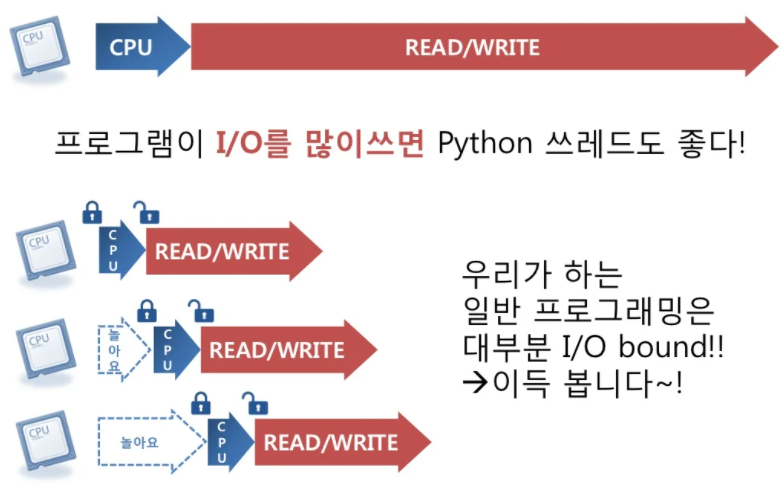 CPU
CPU
READ/WRITE
프로그램이 I/O를 많이쓰면 Python 쓰레드도 좋다!
CPU
CPU
READ/WRITE
우리가 하는
일반 프로그래밍은
대부분 I/O bound!!
→이득 봅니다~!
CPU
놀아요
CPU
READ/WRITE
CPU
놀아요
CPU
READ/WRITE